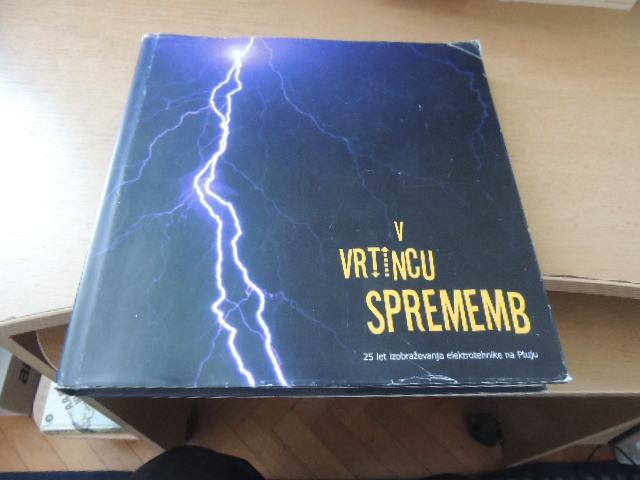 V
VRTINCU
SPREMEMB
25 let izobraževanja elektrotehnike na Ptuju